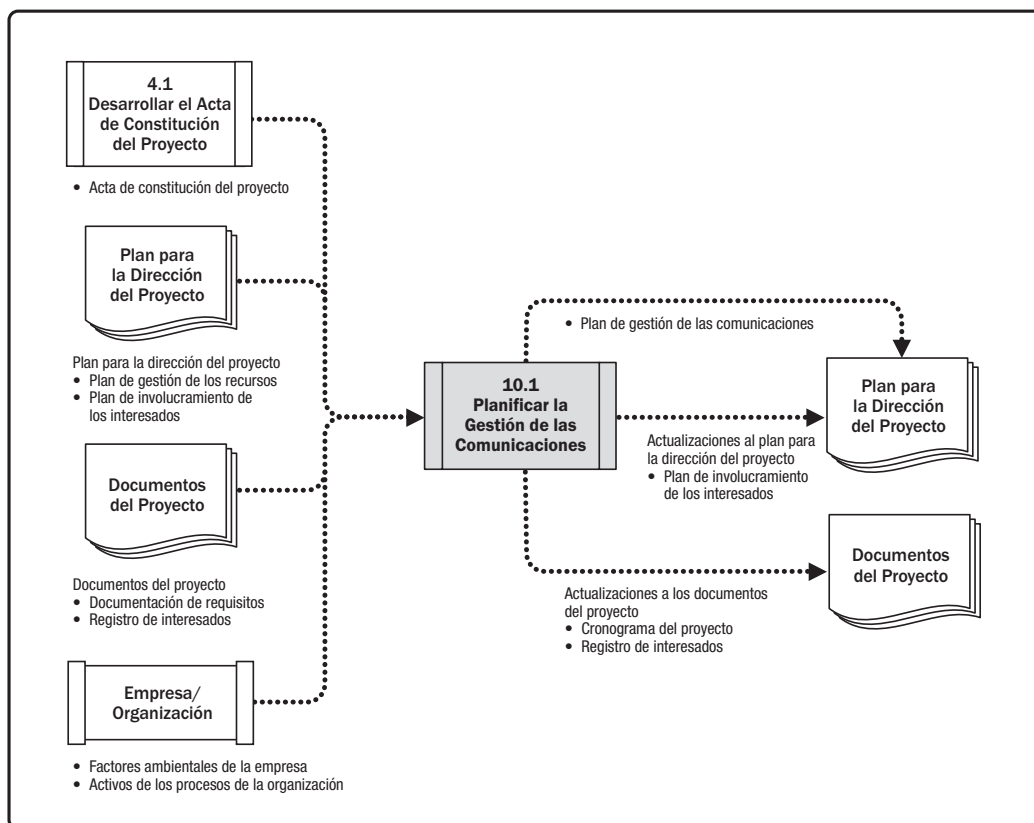 4.1
Desarrollar el Acta
de Constitución
del Proyecto
• Acta de constitución del proyecto
Plan para
la Dirección
del Proyecto
Plan para la dirección del proyecto
• Plan de gestión de los recursos
• Plan de involucramiento de
los interesados
Documentos
del Proyecto
Documentos del proyecto
• Documentación de requisitos
• Registro de interesados
Empresa/
Organización
• Factores ambientales de la empresa
• Activos de los procesos de la organización
10.1
Planificar la
Gestión de las
Comunicaciones
• Plan de gestión de las comunicaciones
Actualizaciones al plan para
la dirección del proyecto
• Plan de involucramiento
de los interesados
Actualizaciones a los documentos
del proyecto
• Cronograma del proyecto
• Registro de interesados
Plan para
la Dirección
del Proyecto
Documentos
del Proyecto